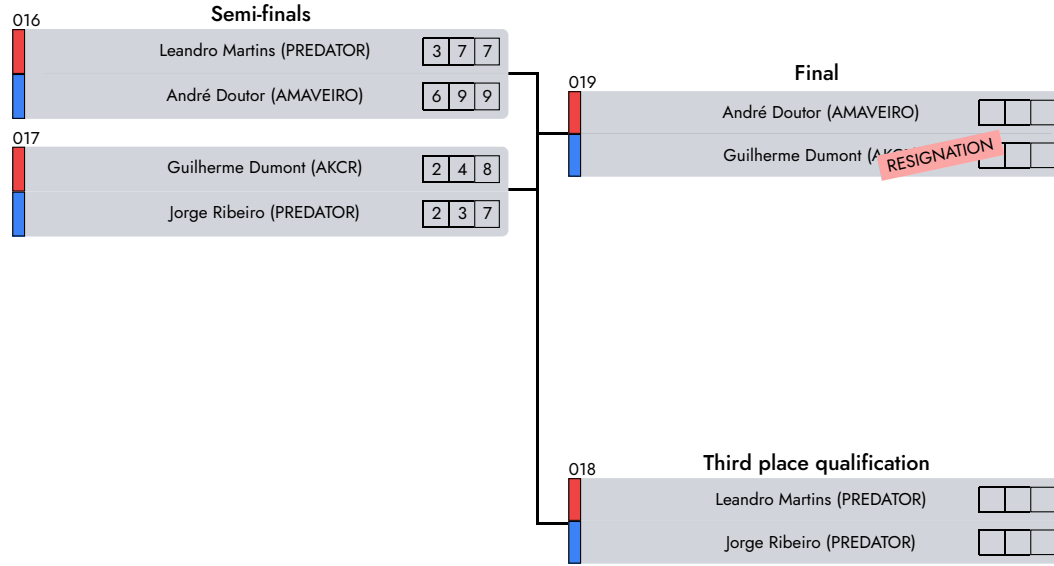 Semi-finals
016
Leandro Martins (PREDATOR) 3 7 7
André Doutor (AMAVEIRO) 6 9 9
017
Guilherme Dumont (AKCR) 2 4 8
Jorge Ribeiro (PREDATOR) 2 3 7
Final
019
André Doutor (AMAVEIRO)
Guilherme Dumont
RESIGNATION
Third place qualification
018
Leandro Martins (PREDATOR)
Jorge Ribeiro (PREDATOR)